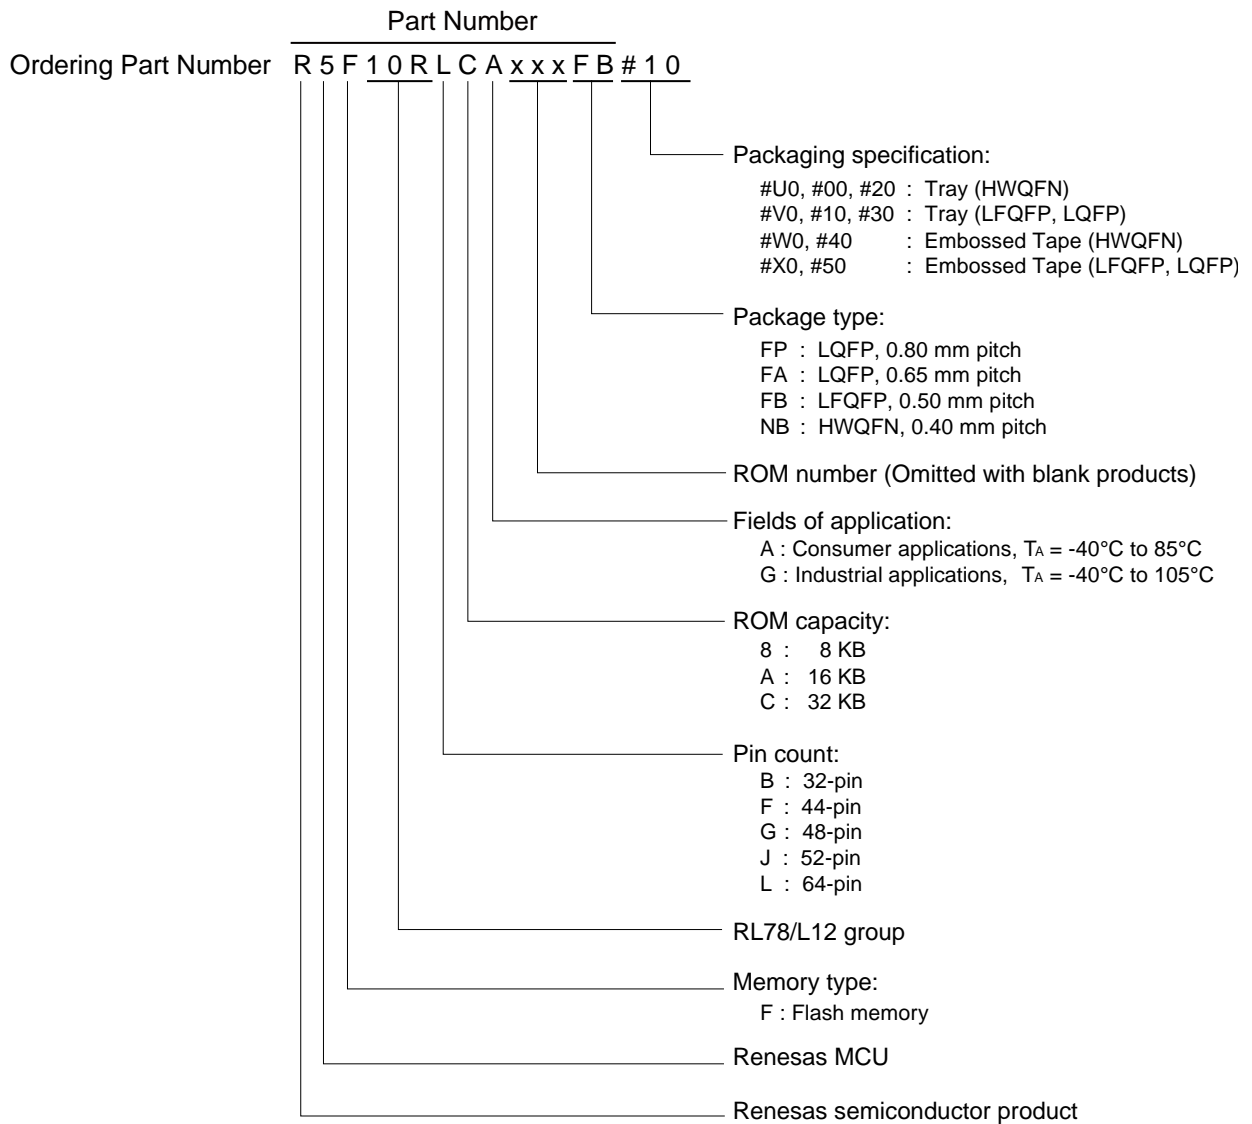 Part Number
Ordering Part Number R 5 F 1 0 R L C A x x x F B # 1 0
Packaging specification:
#U0, #00, #20 : Tray (HWQFN)
#V0, #10, #30 : Tray (LFQFP, LQFP)
#W0, #40 : Embossed Tape (HWQFN)
#X0, #50 : Embossed Tape (LFQFP, LQFP)
Package type:
FP : LQFP, 0.80 mm pitch
FA : LQFP, 0.65 mm pitch
FB : LFQFP, 0.50 mm pitch
NB : HWQFN, 0.40 mm pitch
ROM number (Omitted with blank products)
Fields of application:
A : Consumer applications, TA = -40°C to 85°C
G : Industrial applications, TA = -40°C to 105°C
ROM capacity:
8 : 8 KB
A : 16 KB
C : 32 KB
Pin count:
B : 32-pin
F : 44-pin
G : 48-pin
J : 52-pin
L : 64-pin
RL78/L12 group
Memory type:
F : Flash memory
Renesas MCU
Renesas semiconductor product